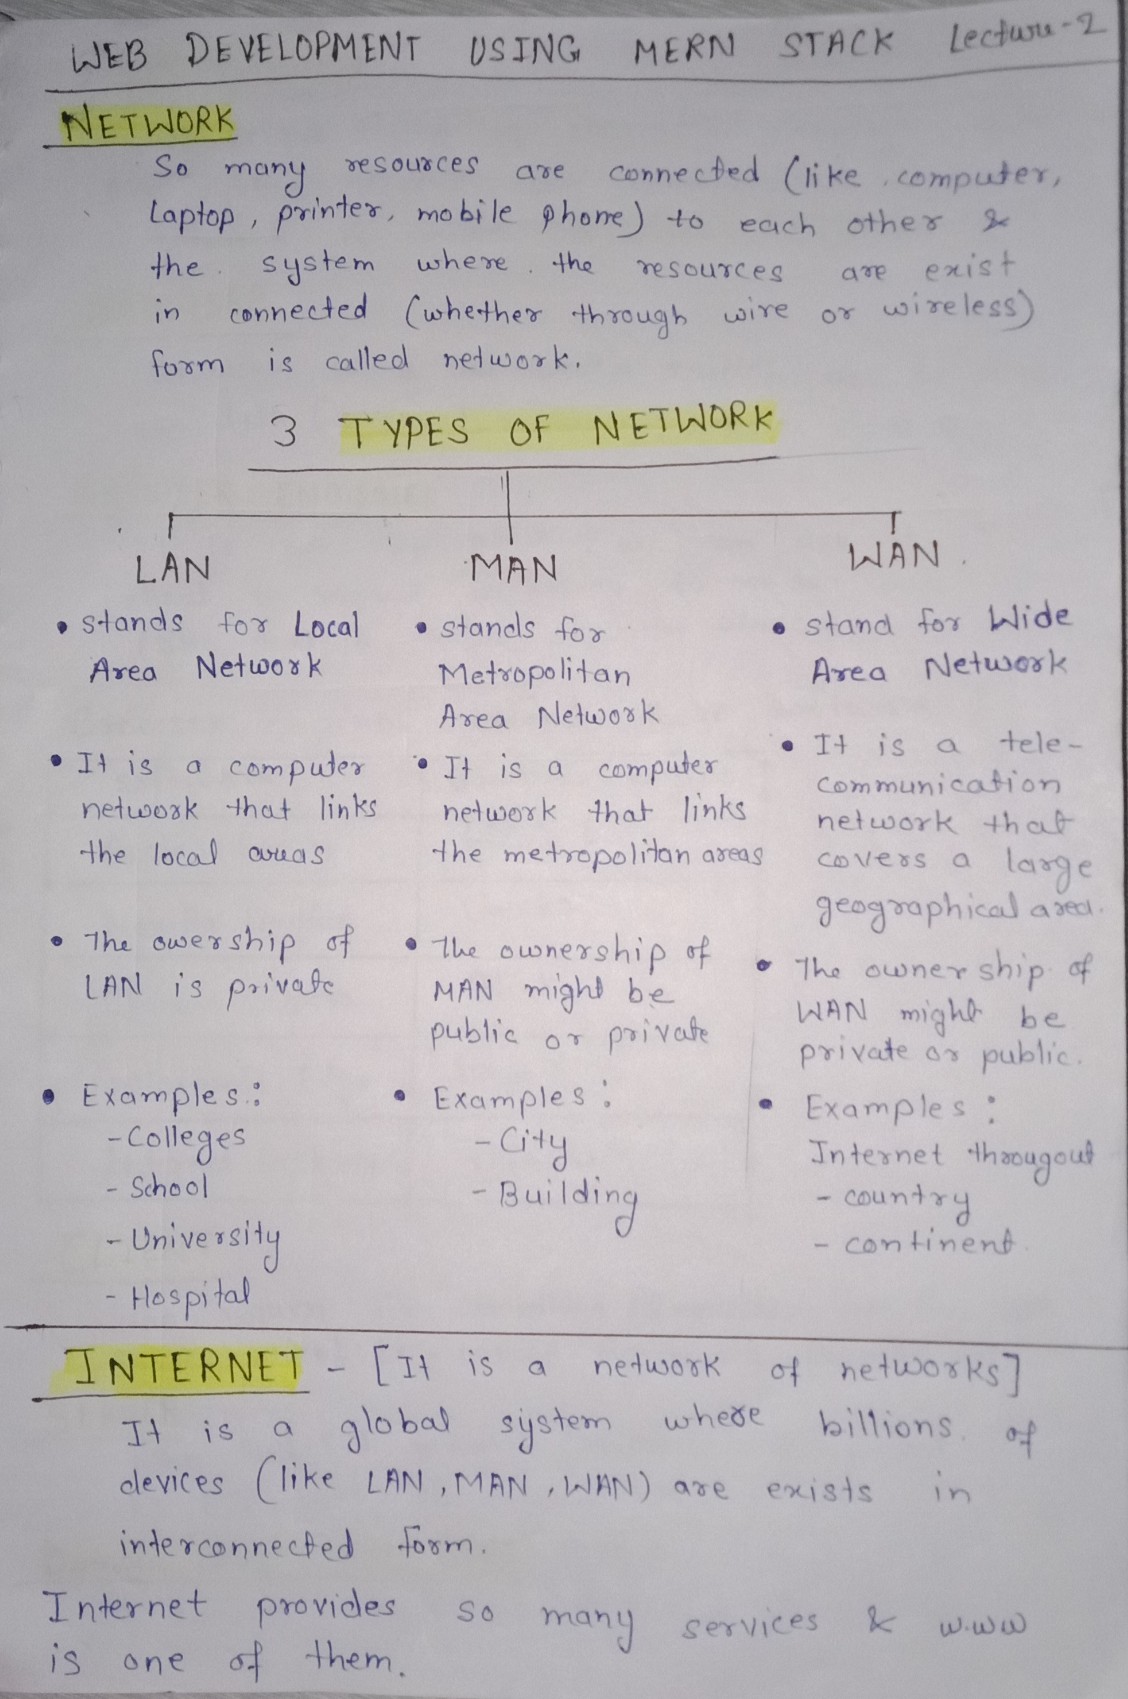 WEB DEVELOPMENT USING MERN STACK Lecture-2
NETWORK
So many resources are connected (like computer,
Laptop, printer, mobile phone) to each other &
the system where the resources are exist
in connected (whether through wire or wireless)
form is called network.
3 TYPES OF NETWORK
LAN
• stands for Local
Area Network
• It is a computer
network that links
the local areas
• The owership of
LAN is private
• Examples:
- Colleges
- School
- University
- Hospital
MAN
• stands for
Metropolitan
Area Network
• It is a computer
network that links
the metropolitan areas
• The ownership of
MAN might be
public or private
• Examples:
- City
- Building
WAN
• stand for Wide
Area Network
• It is a tele-
communication
network that
covers a large
geographical area.
• The ownership of
WAN might be
private or public.
• Examples:
Internet througout
- country
- continent
INTERNET - [It is a network of networks]
It is a global system where billions of
devices (like LAN, MAN, WAN) are exists in
interconnected form.
Internet provides so many services & w.w.w
is one of them.